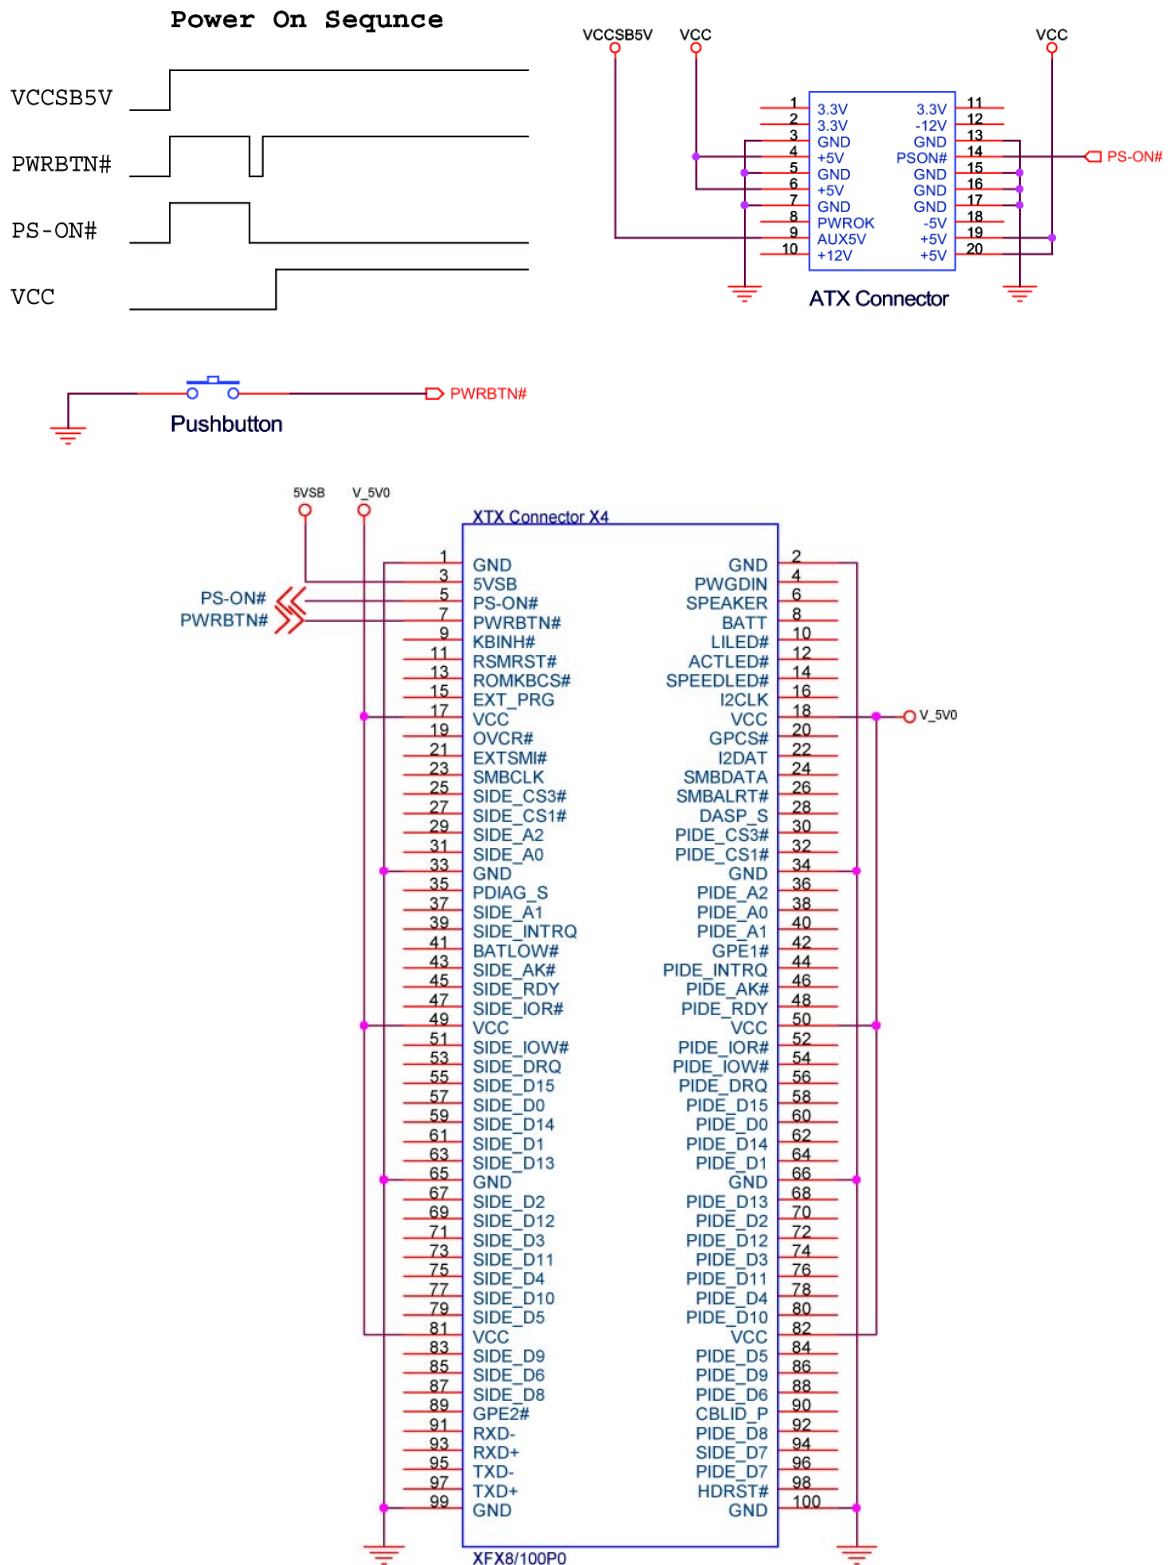 Power On Sequnce
VCCSB5V
PWRBTN#
PS-ON#
VCC
VCCSB5V VCC VCC
1 3.3V 3.3V 11
2 3.3V -12V 12
3 GND GND 13
4 +5V PSON# 14 PS-ON#
5 GND GND 15
6 +5V GND 16
7 GND GND 17
8 PWROK -5V 18
9 AUX5V +5V 19
10 +12V +5V 20
ATX Connector
PWRBTN#
Pushbutton
5VSB V_5V0
XTX Connector X4
1 GND GND 2
3 5VSB PWGDIN 4
PS-ON# 5 PS-ON# SPEAKER 6
PWRBTN# 7 PWRBTN# BATT 8
9 KBINH# LILED# 10
11 RSMRST# ACTLED# 12
13 ROMKBCS# SPEEDLED# 14
15 EXT_PRG I2CLK 16
17 VCC VCC 18 V_5V0
19 OVCR# GPCS# 20
21 EXTSMI# I2DAT 22
23 SMBCLK SMBDATA 24
25 SIDE_CS3# SMBALRT# 26
27 SIDE_CS1# DASP_S 28
29 SIDE_A2 PIDE_CS3# 30
31 SIDE_A0 PIDE_CS1# 32
33 GND GND 34
35 PDIAG_S PIDE_A2 36
37 SIDE_A1 PIDE_A0 38
39 SIDE_INTRQ PIDE_A1 40
41 BATLOW# GPE1# 42
43 SIDE_AK# PIDE_INTRQ 44
45 SIDE_RDY PIDE_AK# 46
47 SIDE_IOR# PIDE_RDY 48
49 VCC VCC 50
51 SIDE_IOW# PIDE_IOR# 52
53 SIDE_DRQ PIDE_IOW# 54
55 SIDE_D15 PIDE_DRQ 56
57 SIDE_D0 PIDE_D15 58
59 SIDE_D14 PIDE_D0 60
61 SIDE_D1 PIDE_D14 62
63 SIDE_D13 PIDE_D1 64
65 GND GND 66
67 SIDE_D2 PIDE_D13 68
69 SIDE_D12 PIDE_D2 70
71 SIDE_D3 PIDE_D12 72
73 SIDE_D11 PIDE_D3 74
75 SIDE_D4 PIDE_D11 76
77 SIDE_D10 PIDE_D4 78
79 SIDE_D5 PIDE_D10 80
81 VCC VCC 82
83 SIDE_D9 PIDE_D5 84
85 SIDE_D6 PIDE_D9 86
87 SIDE_D8 PIDE_D6 88
89 GPE2# CBLID_P 90
91 RXD- PIDE_D8 92
93 RXD+ SIDE_D7 94
95 TXD- PIDE_D7 96
97 TXD+ HDRST# 98
99 GND GND 100
XFX8/100P0